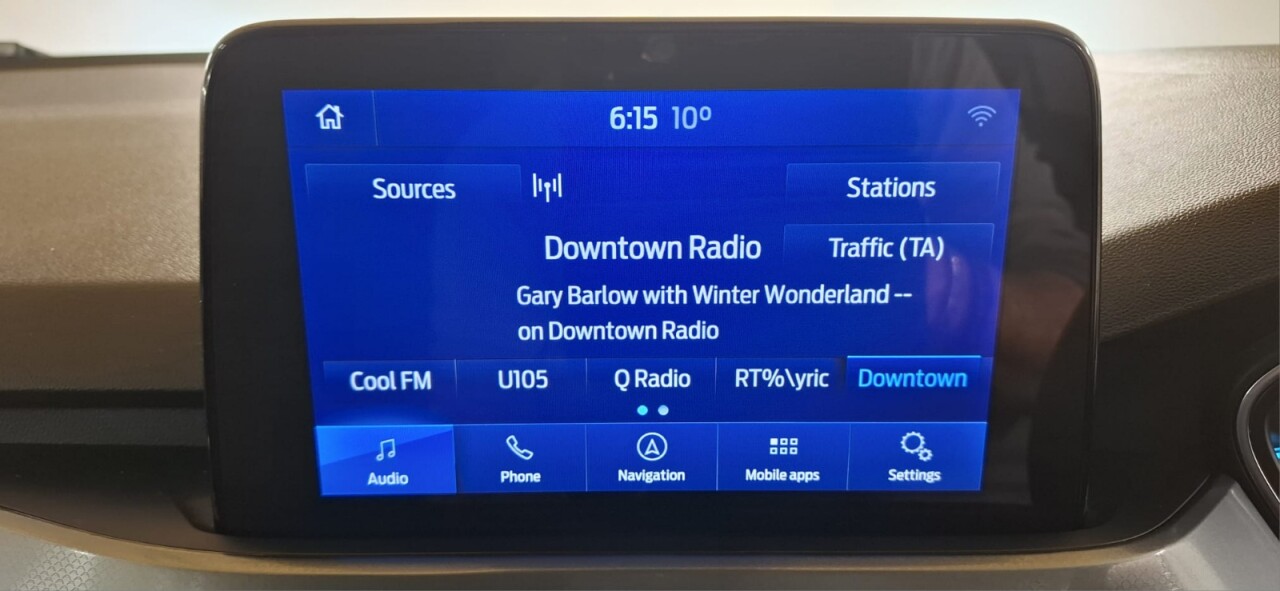 6:15 10º
Sources
Stations
Downtown Radio
Traffic (TA)
Gary Barlow with Winter Wonderland --
on Downtown Radio
Cool FM
U105
Q Radio
RT%\yric
Downtown
Audio
Phone
Navigation
Mobile apps
Settings